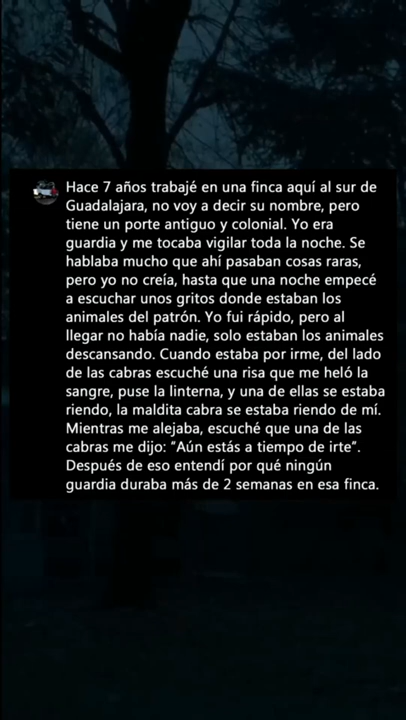 Hace 7 años trabajé en una finca aquí al sur de
Guadalajara, no voy a decir su nombre, pero
tiene un porte antiguo y colonial. Yo era
guardia y me tocaba vigilar toda la noche. Se
hablaba mucho que ahí pasaban cosas raras,
pero yo no creía, hasta que una noche empecé
a escuchar unos gritos donde estaban los
animales del patrón. Yo fui rápido, pero al
llegar no había nadie, solo estaban los animales
descansando. Cuando estaba por irme, del lado
de las cabras escuché una risa que me heló la
sangre, puse la linterna, y una de ellas se estaba
riendo, la maldita cabra se estaba riendo de mí.
Mientras me alejaba, escuché que una de las
cabras me dijo: “Aún estás a tiempo de irte”.
Después de eso entendí por qué ningún
guardia duraba más de 2 semanas en esa finca.